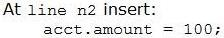 At line n2 insert:
acct.amount = 100;